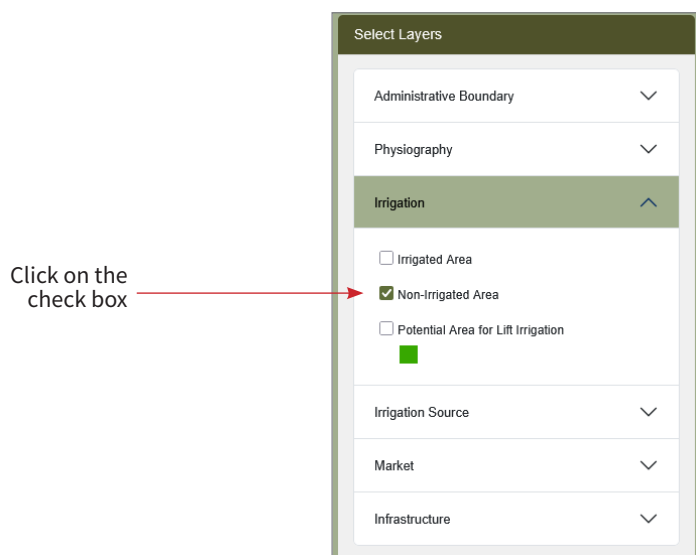 Select Layers
Administrative Boundary
Physiography
Irrigation
Irrigated Area
Click on the
check box
Non-Irrigated Area
Potential Area for Lift Irrigation
Irrigation Source
Market
Infrastructure